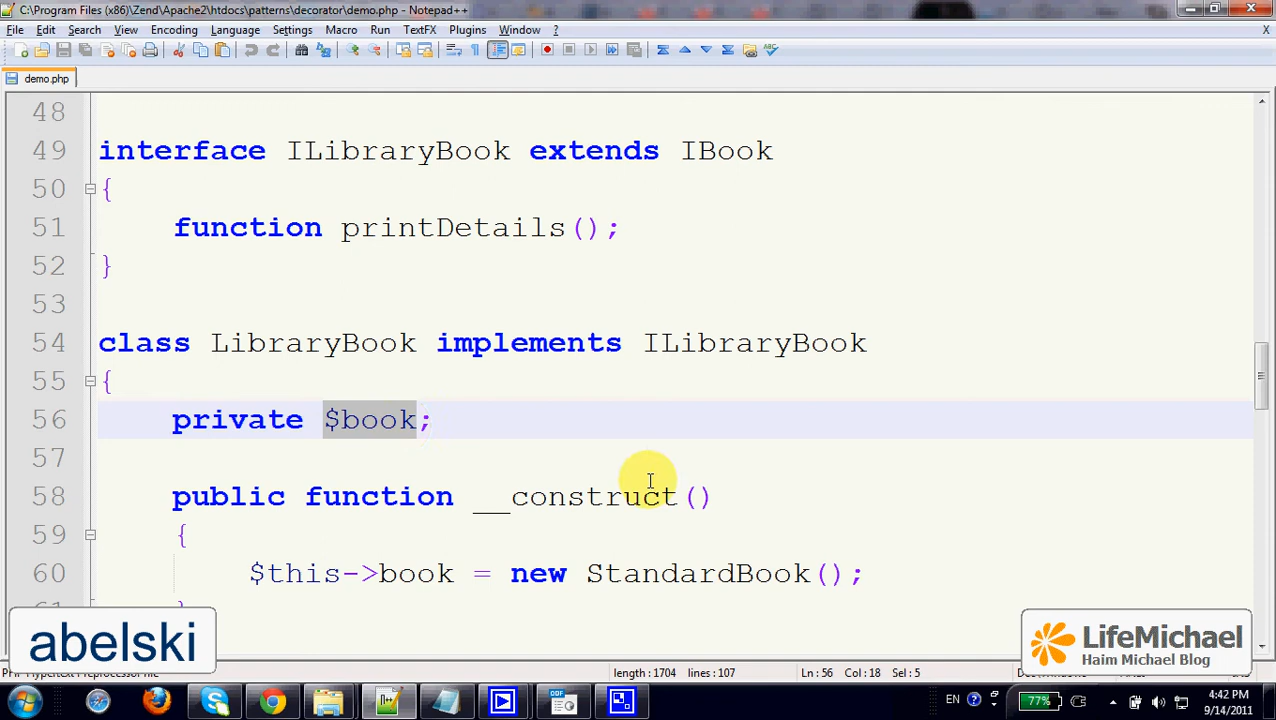 C:\Program Files (x86)\Zend\Apache2\htdocs\patterns\decorator\demo.php - Notepad++
File Edit Search View Encoding Language Settings Macro Run TextFX Plugins Window ? X
demo.php
48
49 interface ILibraryBook extends IBook
50 {
51 function printDetails();
52 }
53
54 class LibraryBook implements ILibraryBook
55 {
56 private $book;
57
58 public function __construct()
59 {
60 $this->book = new StandardBook();
abelski
LifeMichael
Haim Michael Blog
length : 1704 lines : 107 Ln : 56 Col : 18 Sel : 5
EN 77% 4:42 PM
9/14/2011